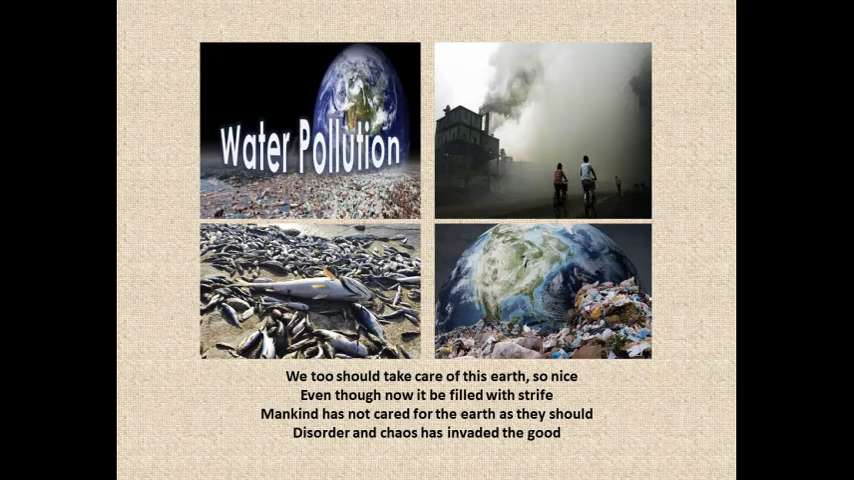 Water Pollution
We too should take care of this earth, so nice
Even though now it be filled with strife
Mankind has not cared for the earth as they should
Disorder and chaos has invaded the good